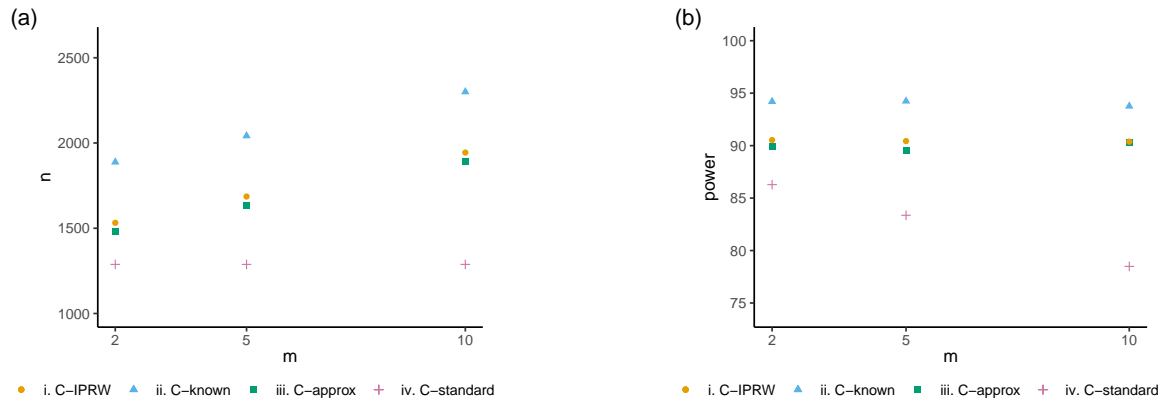 (a)
2500
2000
1500
1000
n
2 5 10
m
i. C−IPRW ii. C−known iii. C−approx iv. C−standard
(b)
100
95
90
85
80
75
power
2 5 10
m
i. C−IPRW ii. C−known iii. C−approx iv. C−standard